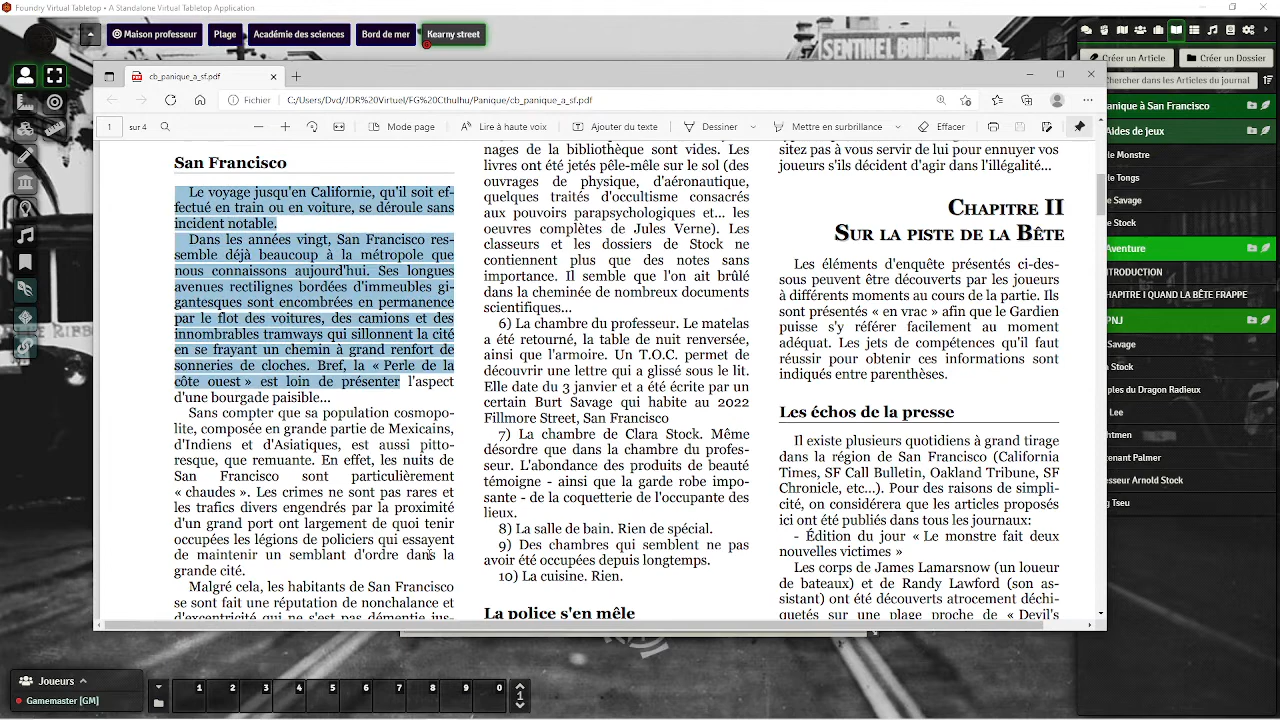 Foundry Virtual Tabletop • A Standalone Virtual Tabletop Application
Maison professeur
Plage
Académie des sciences
Bord de mer
Kearny street
SENTINEL BUILDING
cb_panique_a_sf.pdf
Fichier
C:/Users/Dvd/JDR%20Virtuel/FG%20Cthulhu/Panique/cb_panique_a_sf.pdf
1 sur 4
Mode page
Lire à haute voix
Ajout du texte
Dessiner
Mettre en surbrillance
Effacer
San Francisco
Le voyage jusqu'en Californie, qu'il soit ef-
fectué en train ou en voiture, se déroule sans
incident notable.
Dans les années vingt, San Francisco res-
semble déjà beaucoup à la métropole que
nous connaissons aujourd'hui. Ses longues
avenues rectilignes bordées d'immeubles gi-
gantesques sont encombrées en permanence
par le flot des voitures, des camions et des
innombrables tramways qui sillonnent la cité
en se frayant un chemin à grand renfort de
sonneries de cloches. Bref, la « Perle de la
côte ouest » est loin de présenter l'aspect
d'une bourgade paisible...
Sans compter que sa population cosmopo-
lite, composée en grande partie de Mexicains,
d'Indiens et d'Asiatiques, est aussi pitto-
resque, que remuante. En effet, les nuits de
San Francisco sont particulièrement
« chaudes ». Les crimes ne sont pas rares et
les trafics divers engendrés par la proximité
d'un grand port ont largement de quoi tenir
occupées les légions de policiers qui essayent
de maintenir un semblant d'ordre dans la
grande cité.
Malgré cela, les habitants de San Francisco
se sont fait une réputation de nonchalance et
d'excentricité qui ne s'est pas démentie jus-
nages de la bibliothèque sont vides. Les
livres ont été jetés pêle-mêle sur le sol (des
ouvrages de physique, d'aéronautique,
quelques traités d'occultisme consacrés
aux pouvoirs parapsychologiques et... les
oeuvres complètes de Jules Verne). Les
classeurs et les dossiers de Stock ne
contiennent plus que des notes sans
importance. Il semble que l'on ait brûlé
dans la cheminée de nombreux documents
scientifiques...
6) La chambre du professeur. Le matelas
a été retourné, la table de nuit renversée,
ainsi que l'armoire. Un T.O.C. permet de
découvrir une lettre qui a glissé sous le lit.
Elle date du 3 janvier et a été écrite par un
certain Burt Savage qui habite au 2022
Fillmore Street, San Francisco
7) La chambre de Clara Stock. Même
désordre que dans la chambre du profes-
seur. L'abondance des produits de beauté
témoigne - ainsi que la garde robe impo-
sante - de la coquetterie de l'occupante des
lieux.
8) La salle de bain. Rien de spécial.
9) Des chambres qui semblent ne pas
avoir été occupées depuis longtemps.
10) La cuisine. Rien.
La police s'en mêle
sitez pas à vous servir de lui pour ennuyer vos
joueurs s'ils décident d'agir dans l'illégalité...
Chapitre II
Sur la piste de la Bête
Les éléments d'enquête présentés ci-des-
sous peuvent être découverts par les joueurs
à différents moments au cours de la partie. Ils
sont présentés « en vrac » afin que le Gardien
puisse s'y référer facilement au moment
adéquat. Les jets de compétences qu'il faut
réussir pour obtenir ces informations sont
indiqués entre parenthèses.
Les échos de la presse
Il existe plusieurs quotidiens à grand tirage
dans la région de San Francisco (California
Times, SF Call Bulletin, Oakland Tribune, SF
Chronicle, etc...). Pour des raisons de simpli-
cité, on considérera que les articles proposés
ici ont été publiés dans tous les journaux:
- Édition du jour « Le monstre fait deux
nouvelles victimes »
Les corps de James Lamarsnow (un loueur
de bateaux) et de Randy Lawford (son as-
sistant) ont été découverts atrocement déchi-
quetés sur une plage proche de « Devil's
Créer un Article
Créer un Dossier
Chercher dans les Articles du journal
anique à San Francisco
Aides de jeux
le Monstre
le Tongs
e Savage
e Stock
Aventure
NTRODUCTION
CHAPITRE I QUAND LA BÊTE FRAPPE
PNJ
Savage
a Stock
iples du Dragon Radieux
Lee
htmen
tenant Palmer
esseur Arnold Stock
g Tseu
Joueurs
Gamemaster [GM]
1 2 3 4 5 6 7 8 9 0
1